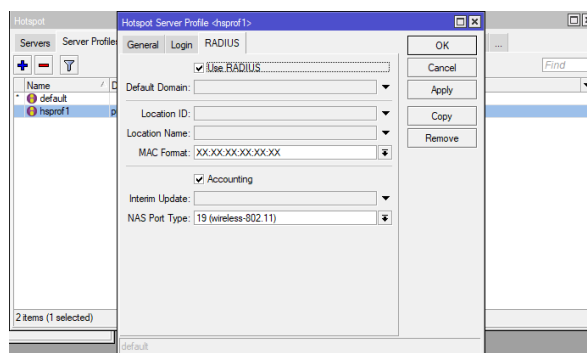 Hotspot
Hotspot Server Profile <hsprof1>
Servers Server Profiles
General Login RADIUS
OK
...
Use RADIUS
Cancel
Find
Default Domain:
Apply
Name
default
hsprof1
Location ID:
Copy
Location Name:
Remove
MAC Format: XX:XX:XX:XX:XX:XX
Accounting
Interim Update:
NAS Port Type: 19 (wireless-802.11)
2 items (1 selected)
default